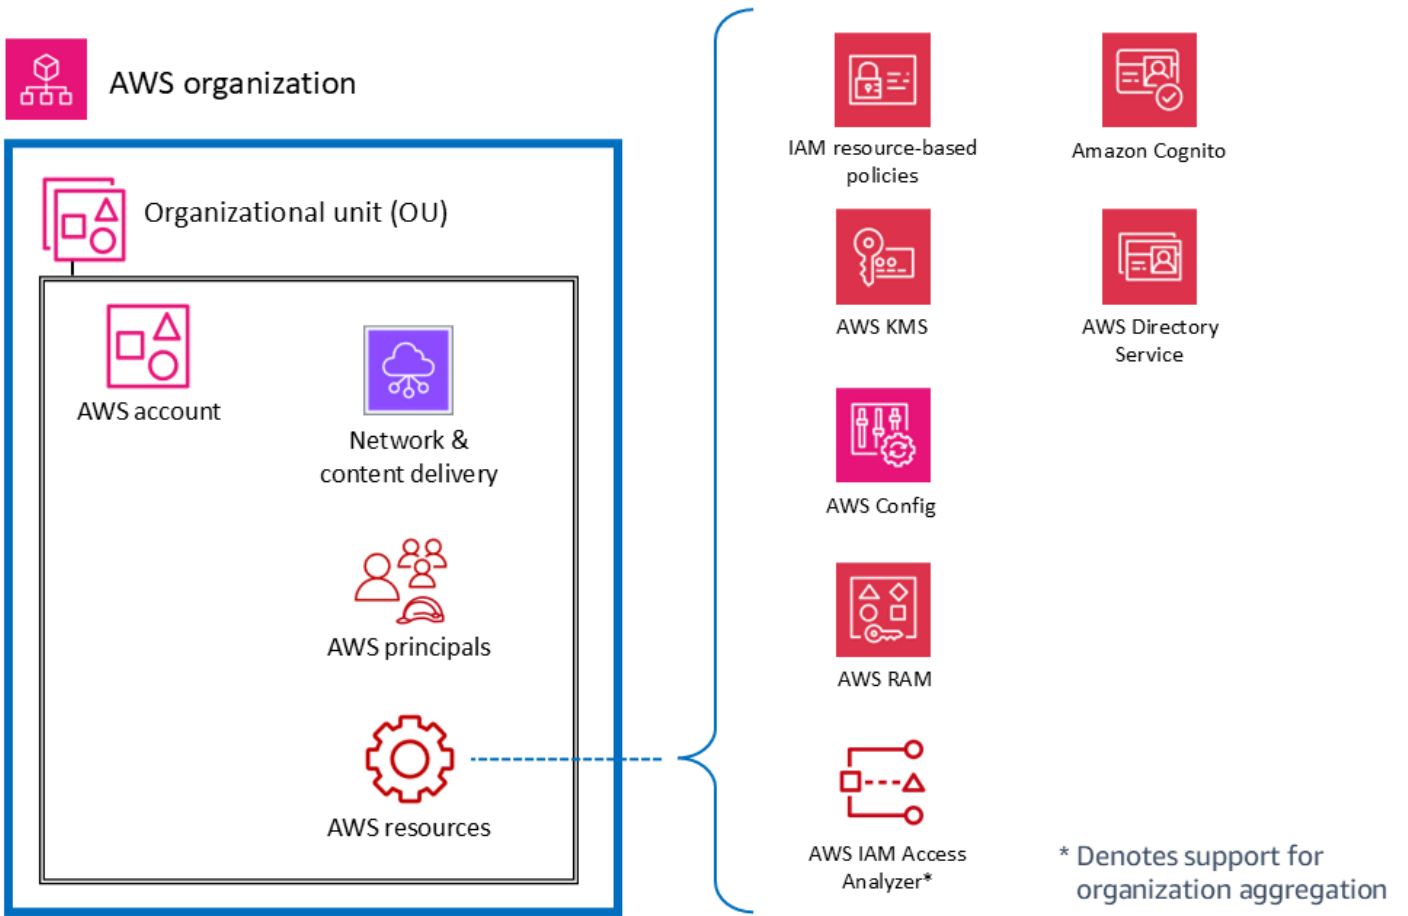 AWS organization
Organizational unit (OU)
AWS account
Network &
content delivery
AWS principals
AWS resources
IAM resource-based
policies
Amazon Cognito
AWS KMS
AWS Directory
Service
AWS Config
AWS RAM
AWS IAM Access
Analyzer*
* Denotes support for
organization aggregation